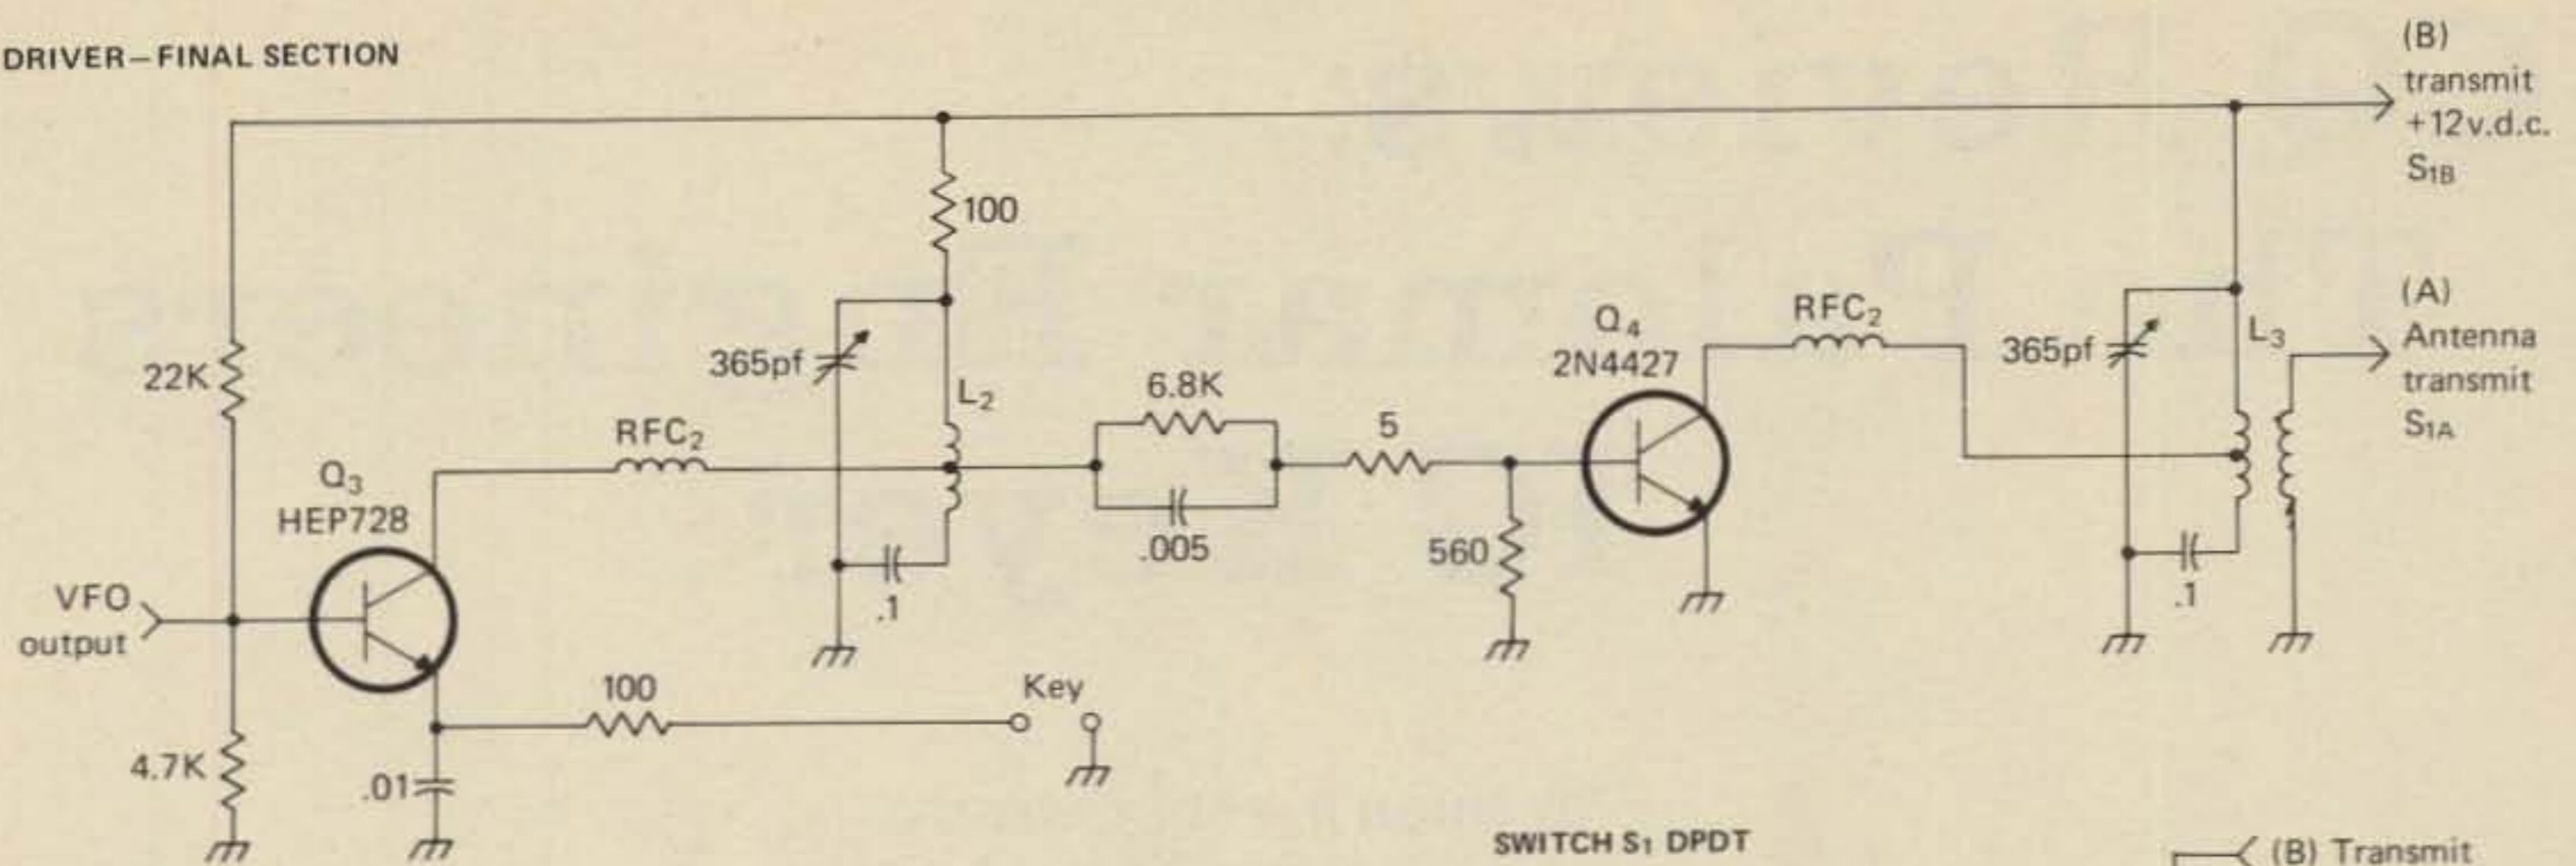 DRIVER–FINAL SECTION
(B)
transmit
+12v.d.c.
S1B
100
22K
365pf
L2
RFC2
6.8K
.005
5
Q4
2N4427
RFC2
365pf
L3
(A)
Antenna
transmit
S1A
Q3
HEP728
560
.1
.1
VFO
output
100
Key
4.7K
.01
SWITCH S1 DPDT
(B) Transmit